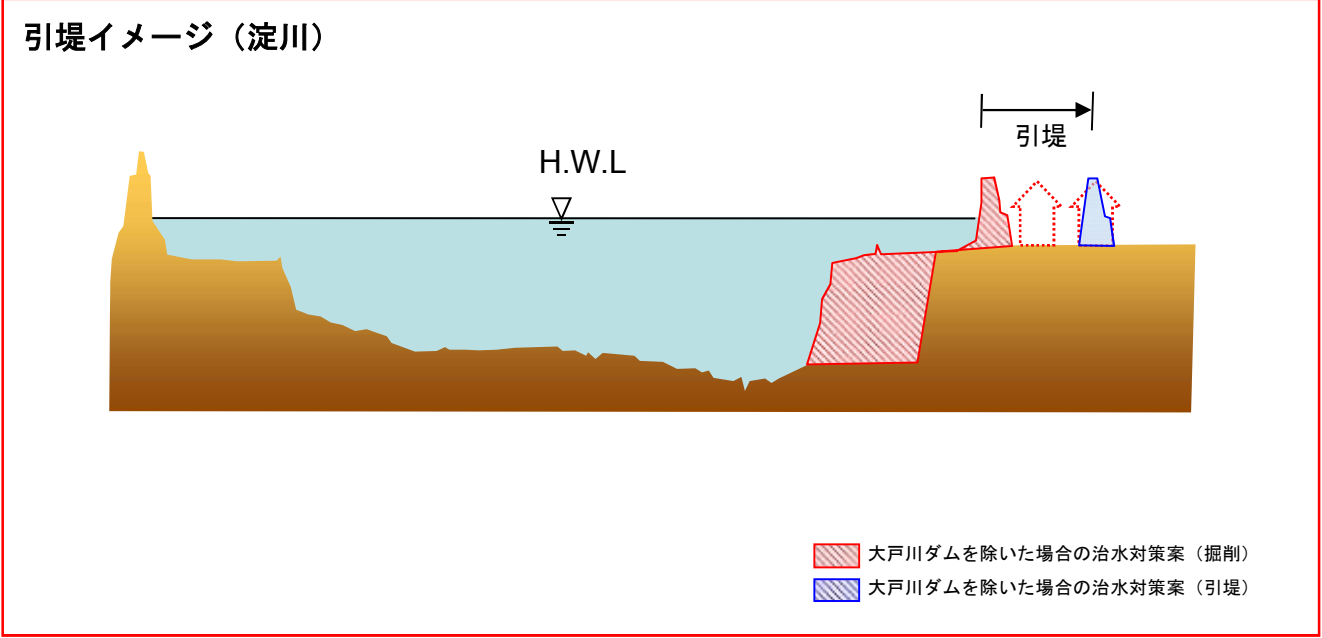 引堤イメージ（淀川）
引堤
H.W.L
大戸川ダムを除いた場合の治水対策案（掘削）
大戸川ダムを除いた場合の治水対策案（引堤）